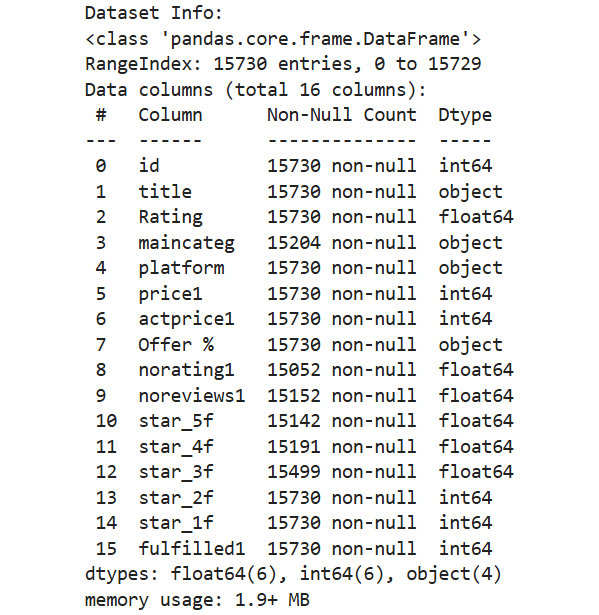 Dataset Info:
<class 'pandas.core.frame.DataFrame'>
RangeIndex: 15730 entries, 0 to 15729
Data columns (total 16 columns):
 #   Column      Non-Null Count  Dtype
---  ------      --------------  -----
 0   id          15730 non-null  int64
 1   title       15730 non-null  object
 2   Rating      15730 non-null  float64
 3   maincateg   15204 non-null  object
 4   platform    15730 non-null  object
 5   price1      15730 non-null  int64
 6   actprice1   15730 non-null  int64
 7   Offer %     15730 non-null  object
 8   norating1   15052 non-null  float64
 9   noreviews1  15152 non-null  float64
 10  star_5f     15142 non-null  float64
 11  star_4f     15191 non-null  float64
 12  star_3f     15499 non-null  float64
 13  star_2f     15730 non-null  int64
 14  star_1f     15730 non-null  int64
 15  fulfilled1  15730 non-null  int64
dtypes: float64(6), int64(6), object(4)
memory usage: 1.9+ MB